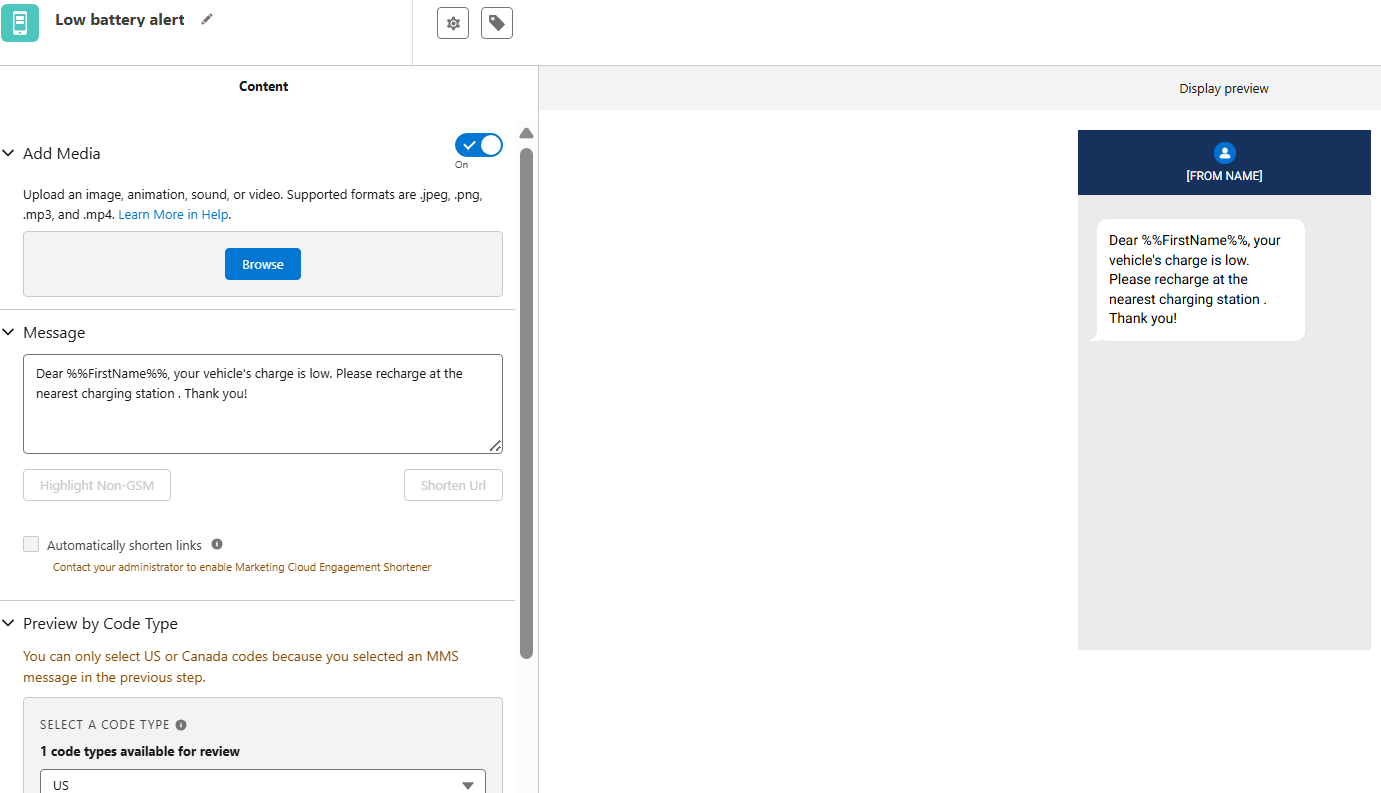 Low battery alert
Content
Display preview
Add Media
On
Upload an image, animation, sound, or video. Supported formats are .jpeg, .png,
.mp3, and .mp4. Learn More in Help.
Browse
Message
Dear %%FirstName%%, your vehicle's charge is low. Please recharge at the
nearest charging station . Thank you!
Highlight Non-GSM
Shorten Url
Automatically shorten links
Contact your administrator to enable Marketing Cloud Engagement Shortener
Preview by Code Type
You can only select US or Canada codes because you selected an MMS
message in the previous step.
SELECT A CODE TYPE
1 code types available for review
US
[FROM NAME]
Dear %%FirstName%%, your
vehicle's charge is low.
Please recharge at the
nearest charging station .
Thank you!